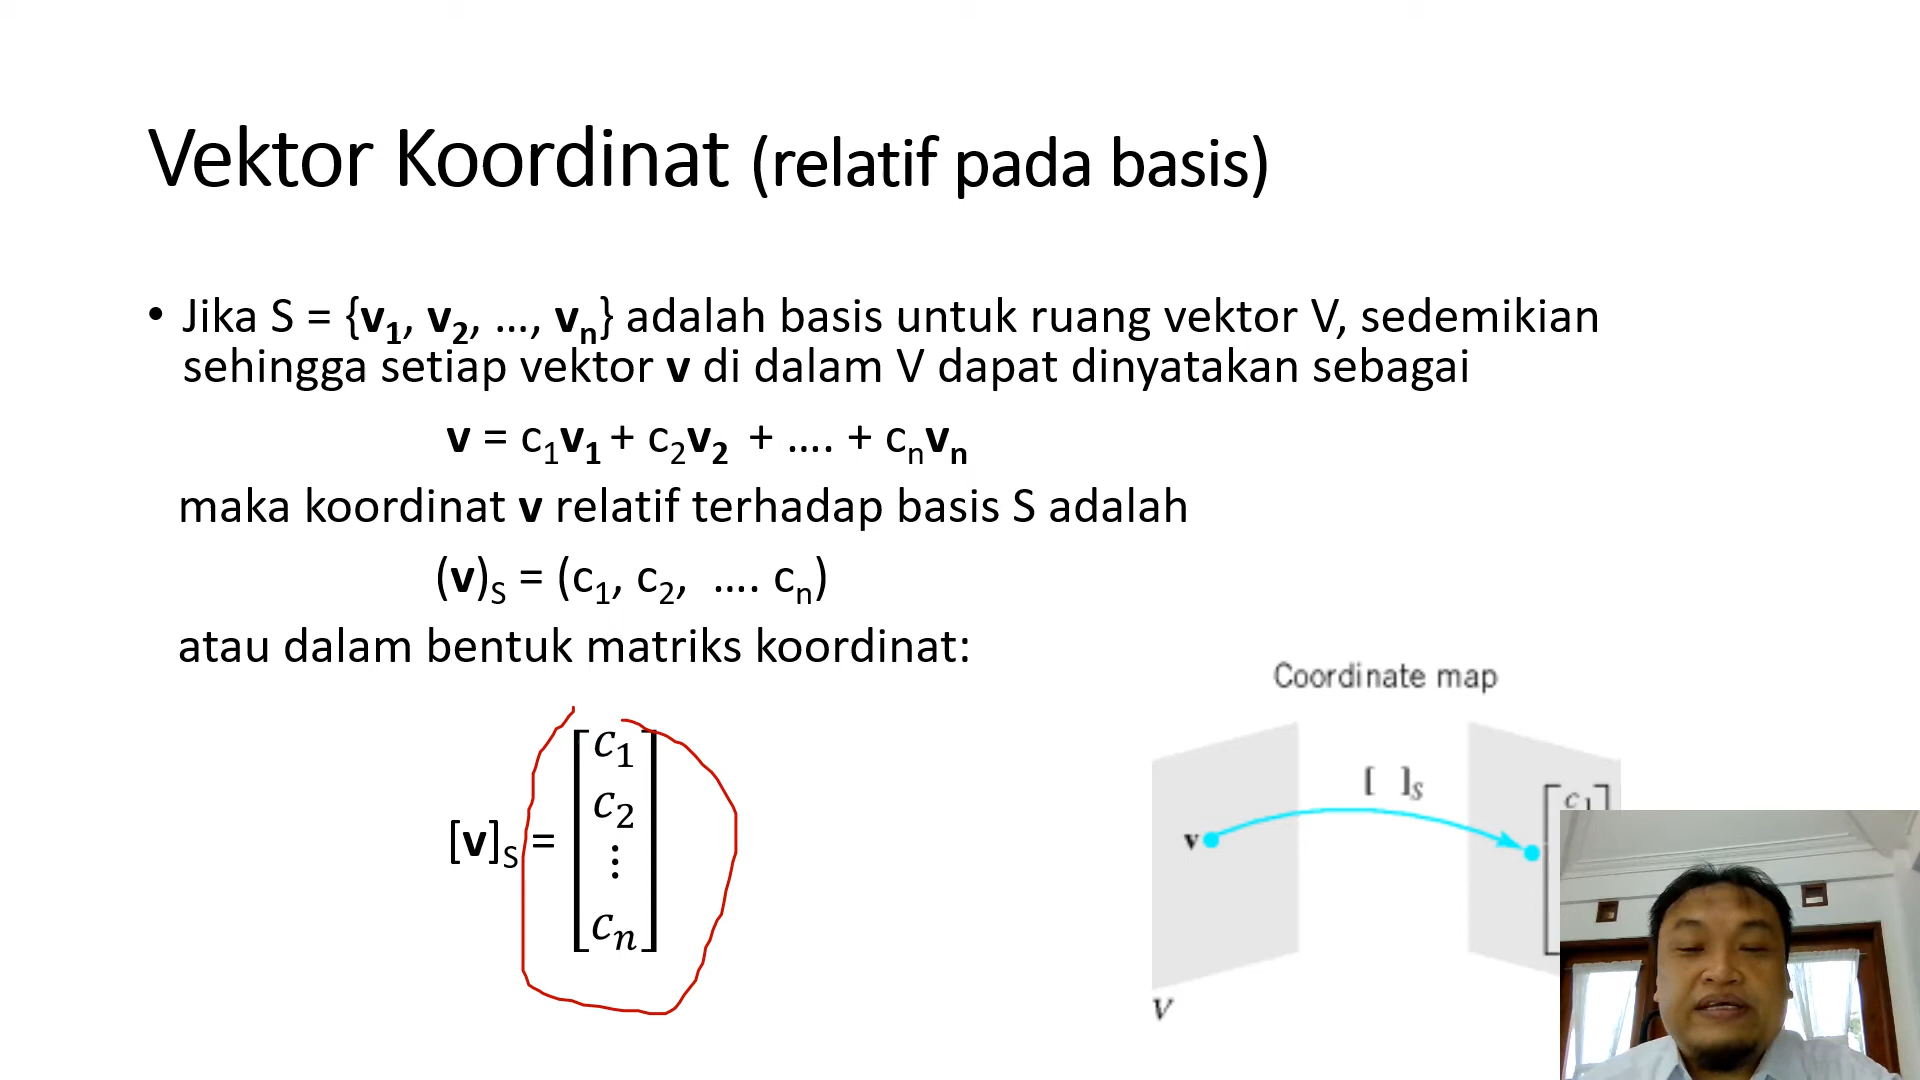 Vektor Koordinat (relatif pada basis)
• Jika S = {v₁, v₂, ..., vₙ} adalah basis untuk ruang vektor V, sedemikian
sehingga setiap vektor v di dalam V dapat dinyatakan sebagai
v = c₁v₁ + c₂v₂ + .... + cₙvₙ
maka koordinat v relatif terhadap basis S adalah
(v)ₛ = (c₁, c₂, .... cₙ)
atau dalam bentuk matriks koordinat:
[v]ₛ = [c₁ c₂ ⋮ cₙ]
Coordinate map
[ ]ₛ
v
c₁
V